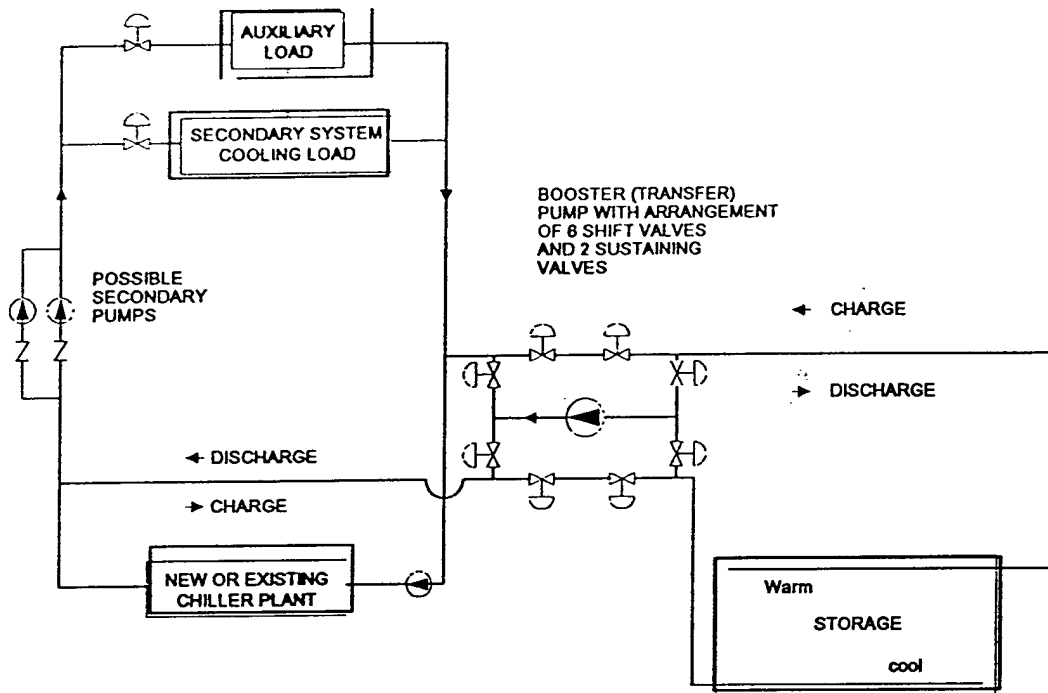 AUXILIARY
LOAD
SECONDARY SYSTEM
COOLING LOAD
BOOSTER (TRANSFER)
PUMP WITH ARRANGEMENT
OF 6 SHIFT VALVES
AND 2 SUSTAINING
VALVES
POSSIBLE
SECONDARY
PUMPS
CHARGE
DISCHARGE
DISCHARGE
CHARGE
NEW OR EXISTING
CHILLER PLANT
Warm
STORAGE
cool